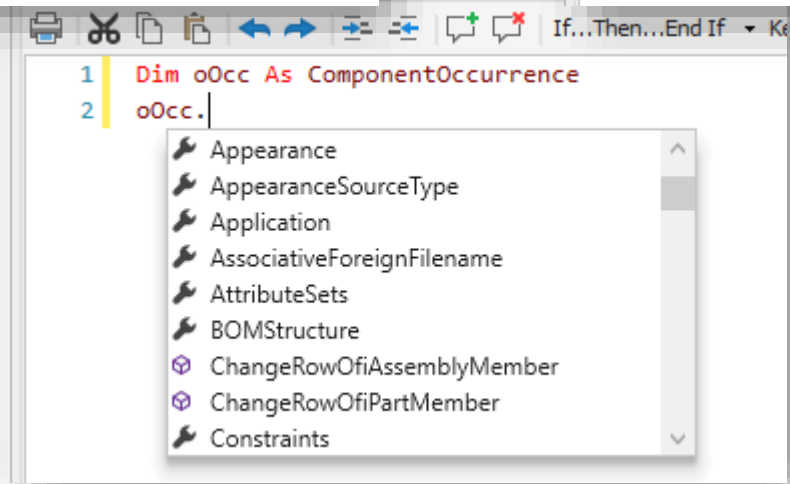 If...Then...End If Ke
1 Dim oOcc As ComponentOccurrence
2 oOcc.
Appearance
AppearanceSourceType
Application
AssociativeForeignFilename
AttributeSets
BOMStructure
ChangeRowOfiAssemblyMember
ChangeRowOfiPartMember
Constraints